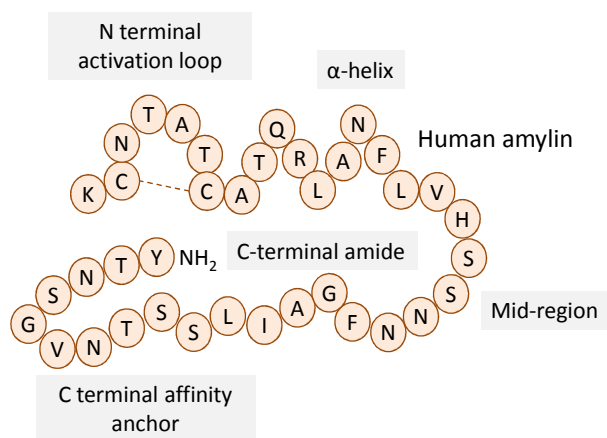 N terminal
activation loop
α-helix
Human amylin
K C N T A T C A T Q R L A N F L V H S S N N F G A I L S S T N V G S N T Y NH₂
C-terminal amide
Mid-region
C terminal affinity
anchor